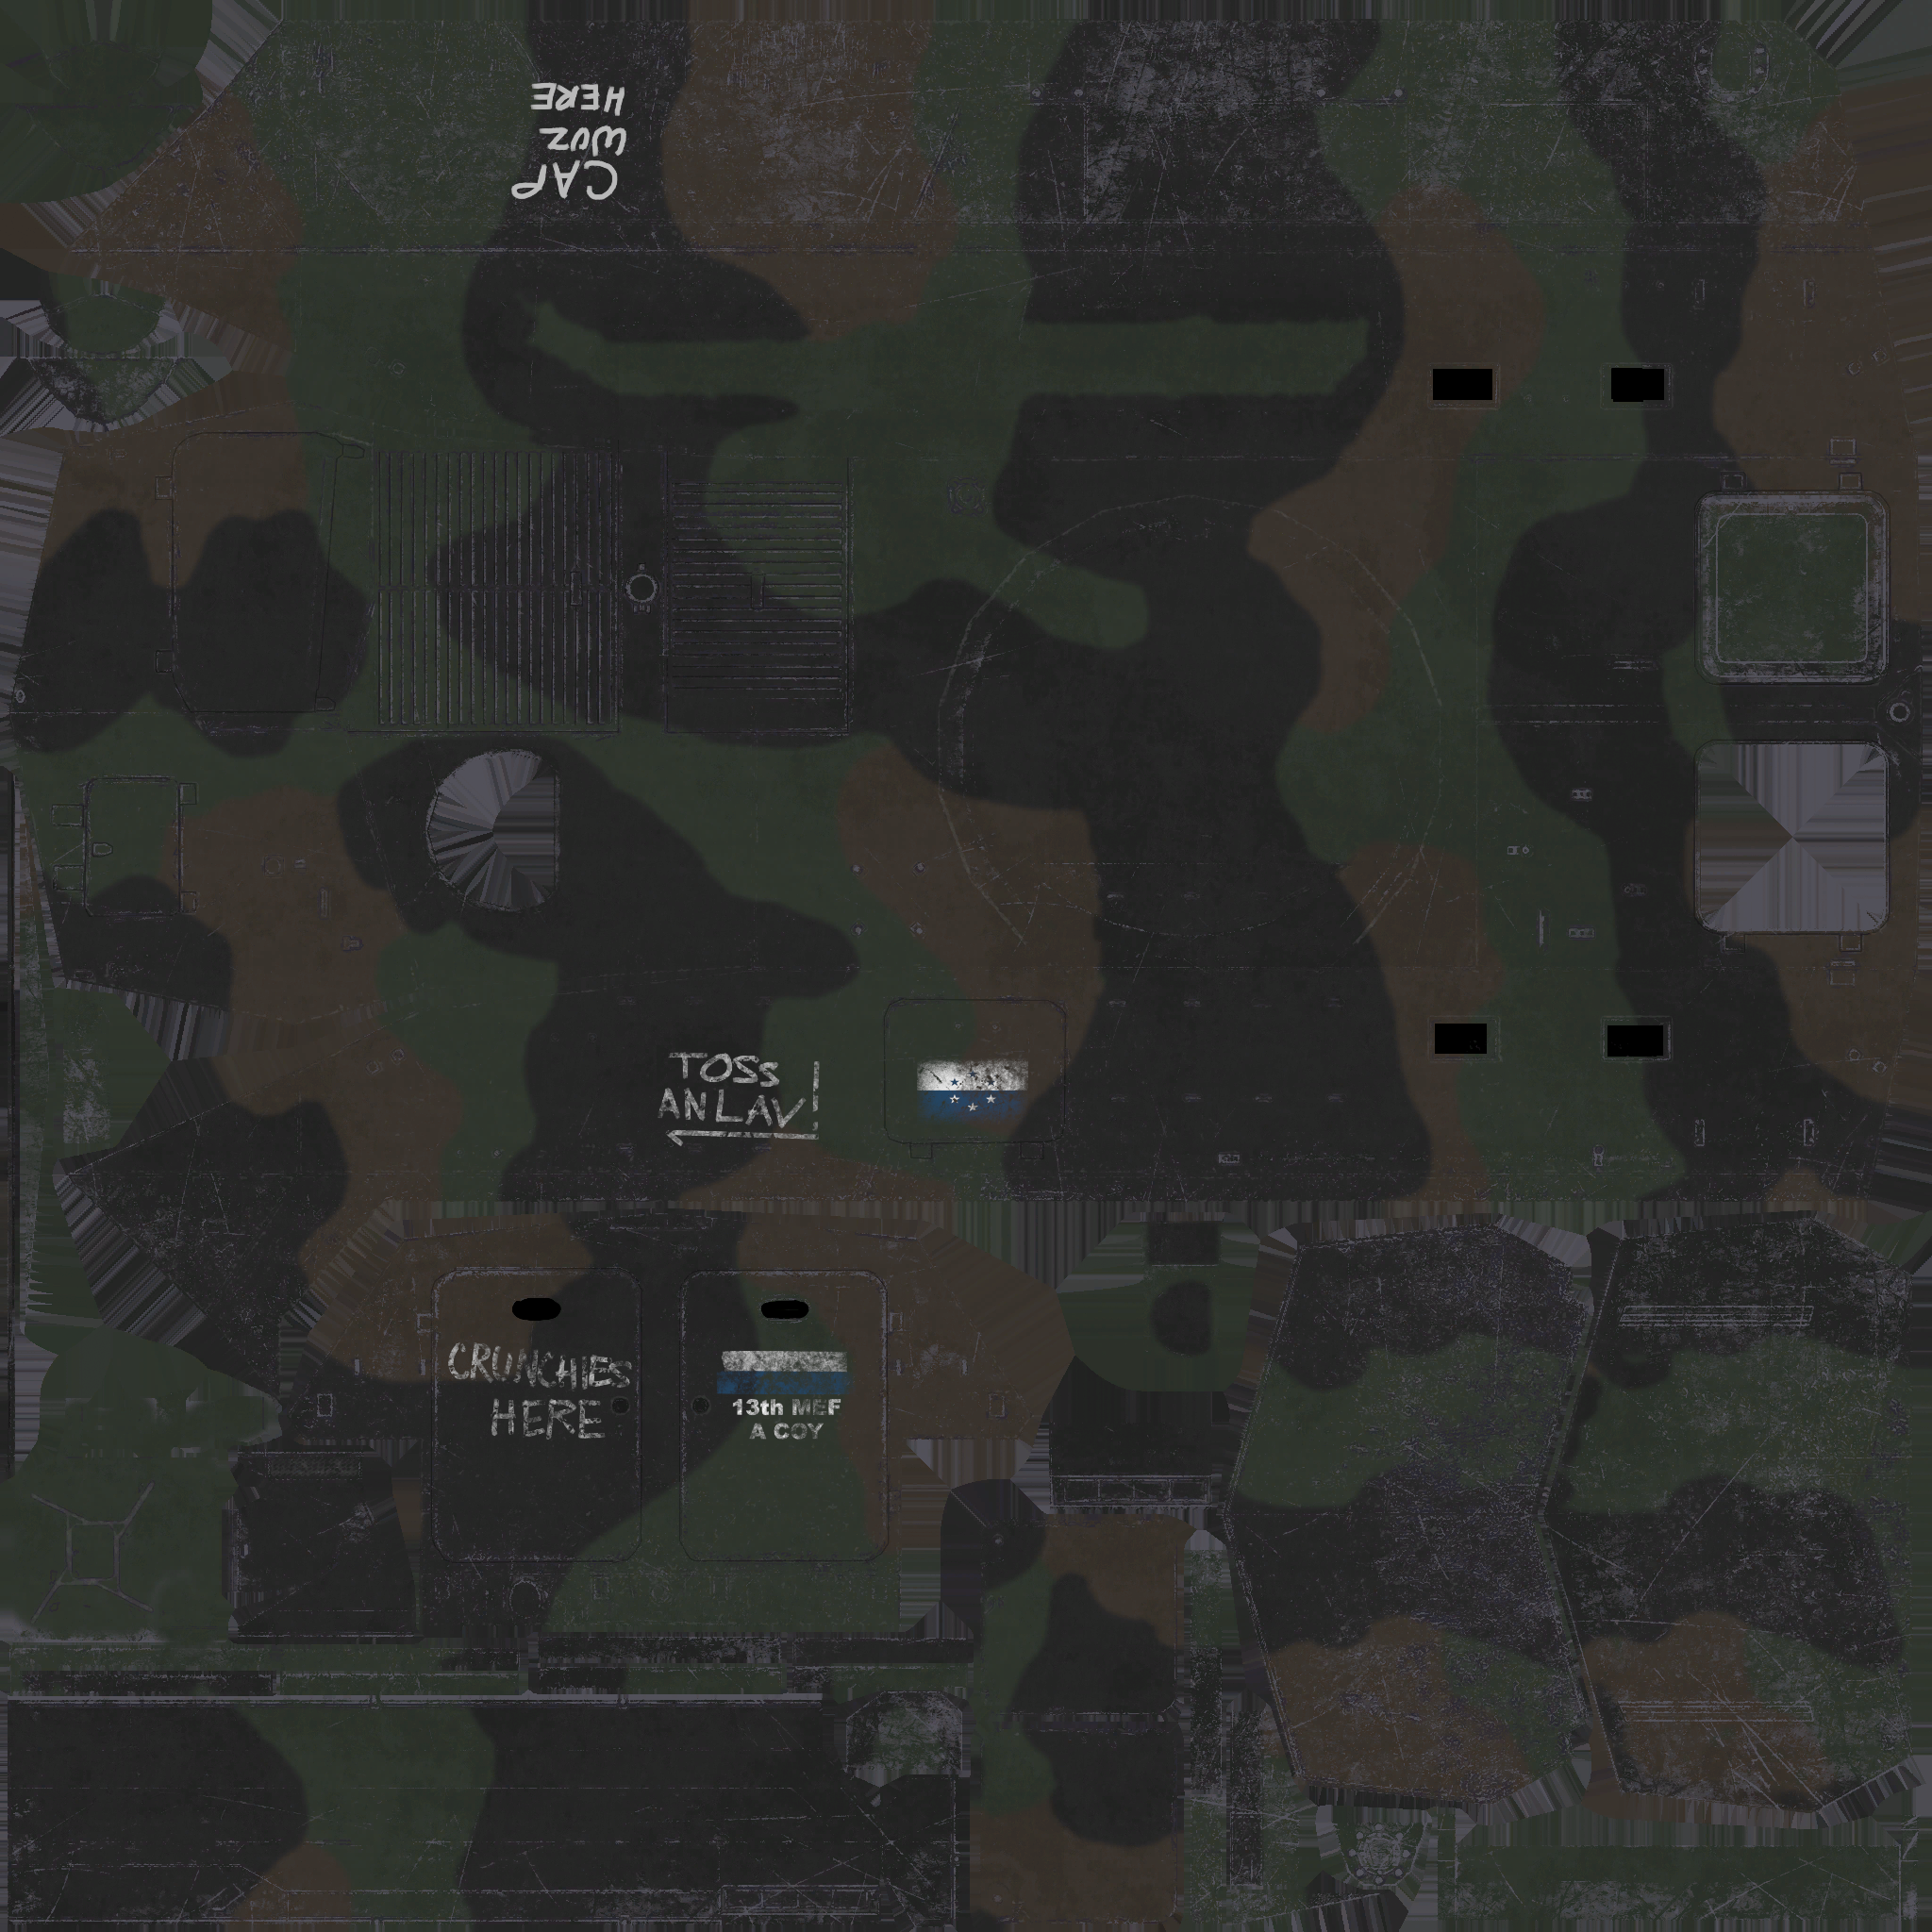 CAP
WUZ
HERE
TOSS
AN LAV!
CRUNCHIES
HERE
13th MEF
A COY